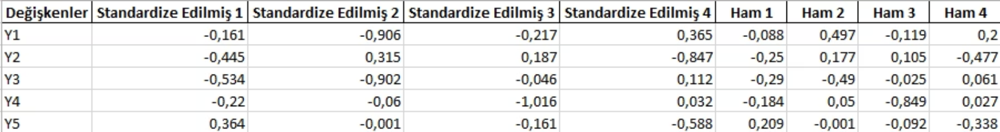 Değişkenler Standardize Edilmiş 1 Standardize Edilmiş 2 Standardize Edilmiş 3 Standardize Edilmiş 4 Ham 1 Ham 2 Ham 3 Ham 4
Y1 -0,161 -0,906 -0,217 0,365 -0,088 0,497 -0,119 0,2
Y2 -0,445 0,315 0,187 -0,847 -0,25 0,177 0,105 -0,477
Y3 -0,534 -0,902 -0,046 0,112 -0,29 -0,49 -0,025 0,061
Y4 -0,22 -0,06 -1,016 0,032 -0,184 0,05 -0,849 0,027
Y5 0,364 -0,001 -0,161 -0,588 0,209 -0,001 -0,092 -0,338